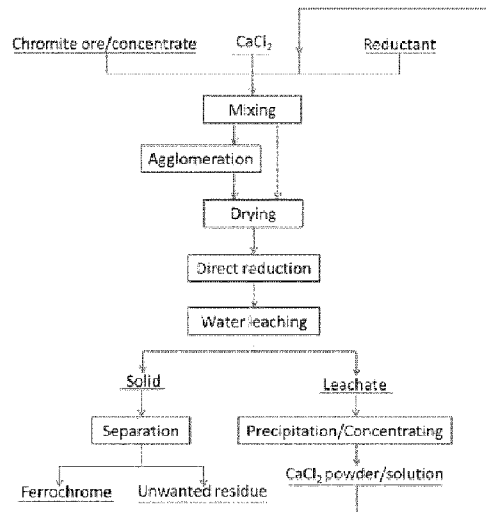 Chromite ore/concentrate
CaCl₂
Reductant
Mixing
Agglomeration
Drying
Direct reduction
Water leaching
Solid
Leachate
Separation
Precipitation/Concentrating
Ferrochrome
Unwanted residue
CaCl₂ powder/solution